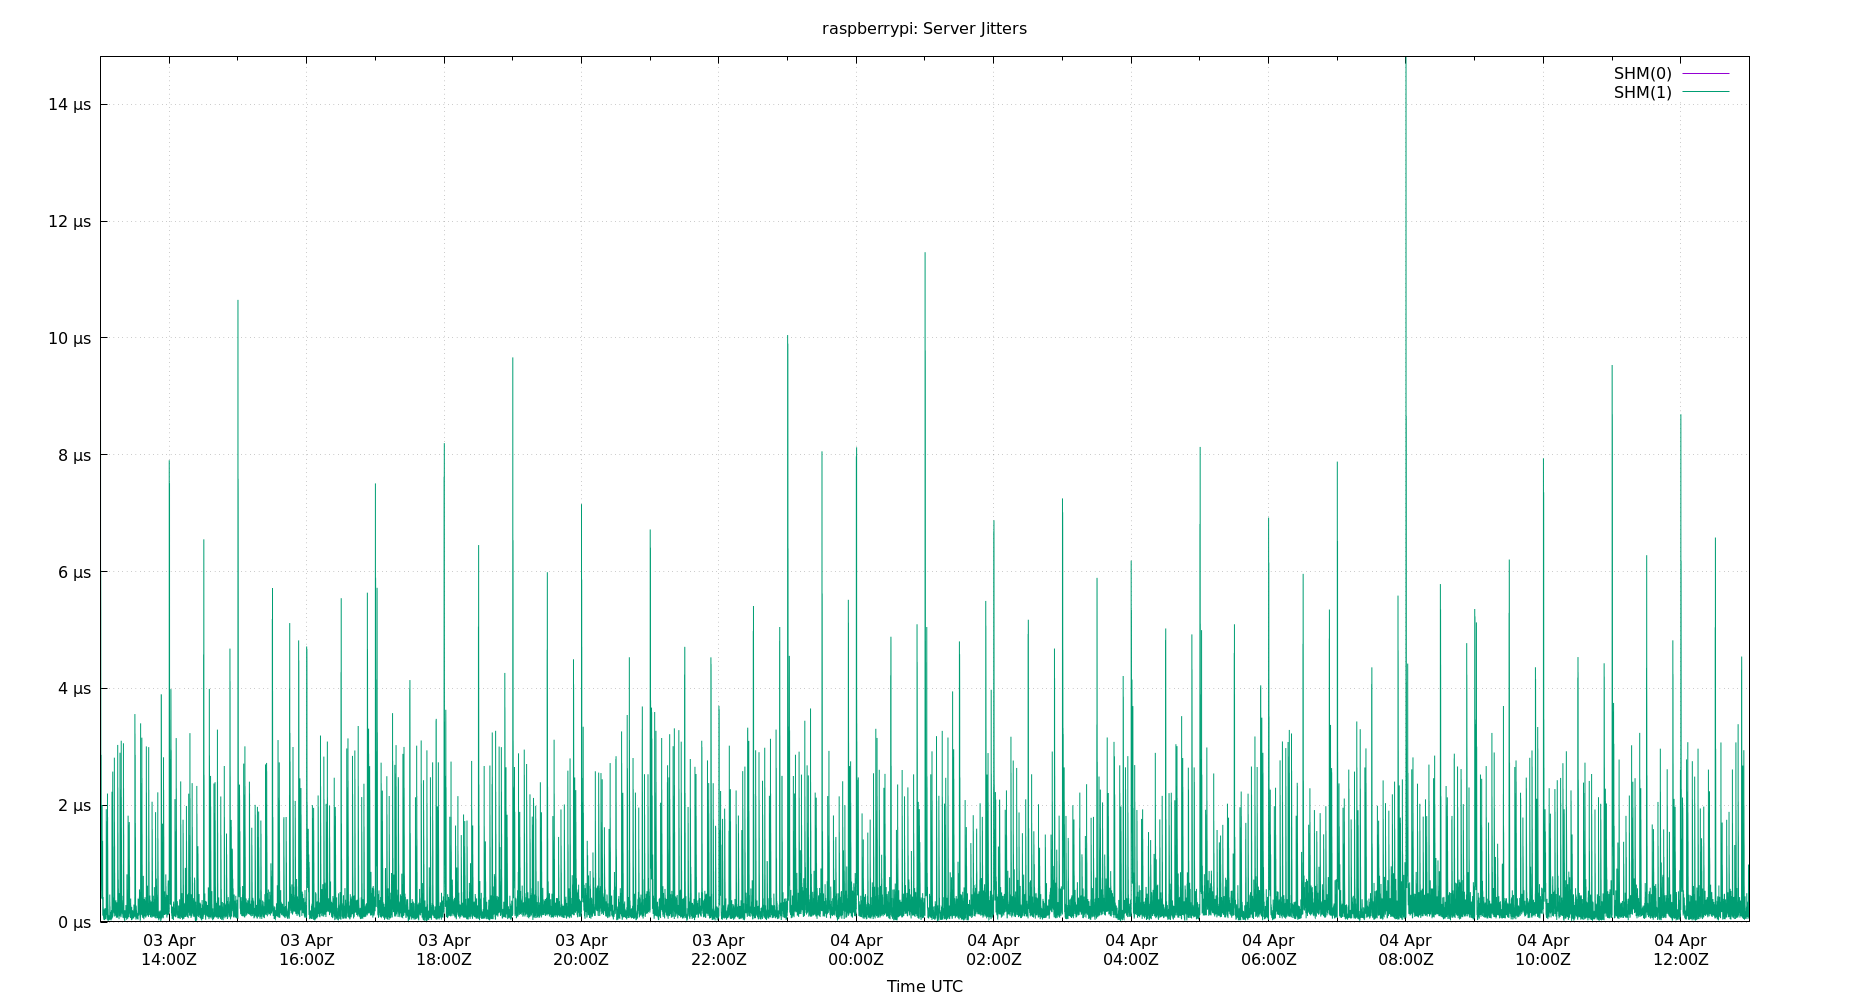 raspberrypi: Server Jitters
SHM(0)
SHM(1)
14 µs
12 µs
10 µs
8 µs
6 µs
4 µs
2 µs
0 µs
03 Apr 03 Apr 03 Apr 03 Apr 03 Apr 04 Apr 04 Apr 04 Apr 04 Apr 04 Apr 04 Apr 04 Apr
14:00Z 16:00Z 18:00Z 20:00Z 22:00Z 00:00Z 02:00Z 04:00Z 06:00Z 08:00Z 10:00Z 12:00Z
Time UTC